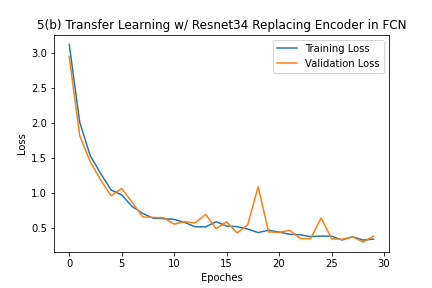 5(b) Transfer Learning w/ Resnet34 Replacing Encoder in FCN
Training Loss
Validation Loss
Loss
3.0
2.5
2.0
1.5
1.0
0.5
0 5 10 15 20 25 30
Epoches